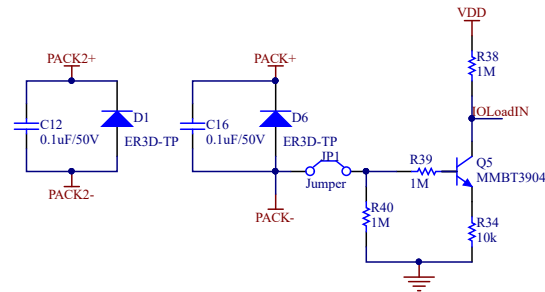 VDD
PACK2+
PACK+
R38
1M
IOLoadIN
C12
0.1uF/50V
D1
ER3D-TP
C16
0.1uF/50V
D6
ER3D-TP
JP1
Jumper
R39
1M
Q5
MMBT3904
PACK2-
PACK-
R40
1M
R34
10k